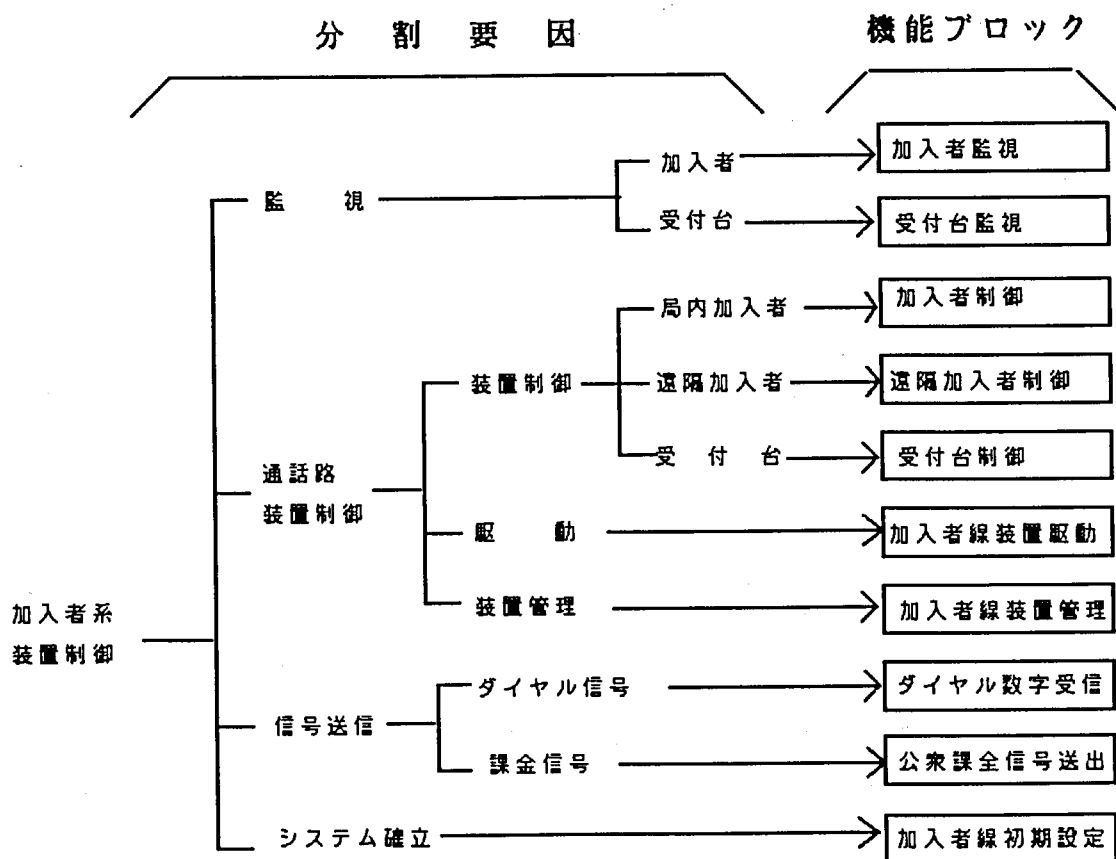 分割要因
機能ブロック
加入者
加入者監視
監視
受付台
受付台監視
局内加入者
加入者制御
装置制御
遠隔加入者
遠隔加入者制御
受付台
受付台制御
通話路
装置制御
駆動
加入者線装置駆動
装置管理
加入者線装置管理
加入者系
装置制御
ダイヤル信号
ダイヤル数字受信
信号送信
課金信号
公衆課全信号送出
システム確立
加入者線初期設定